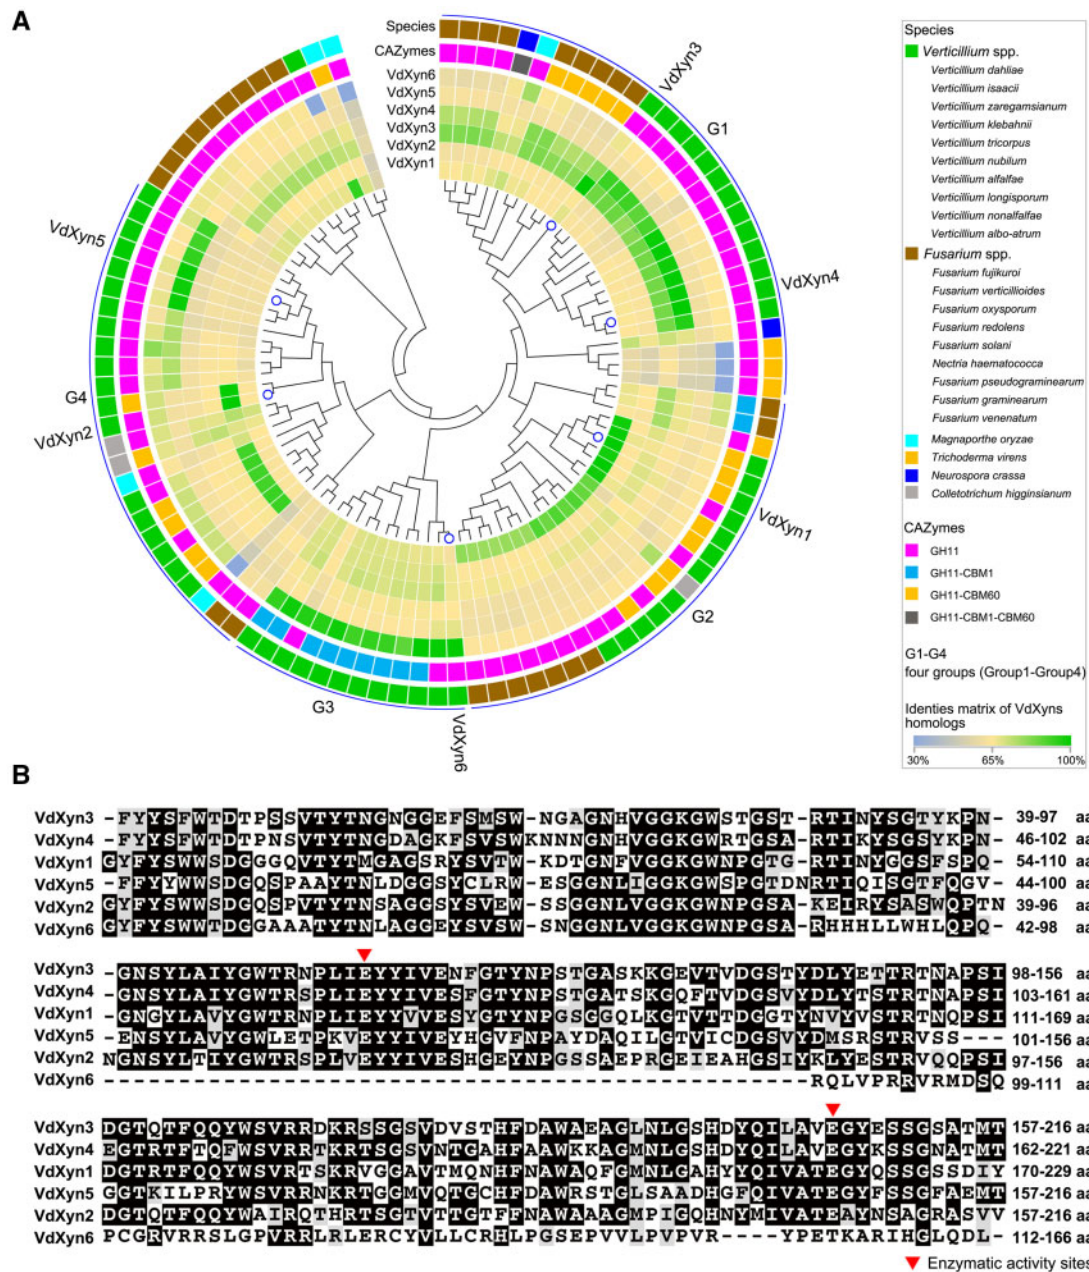 A
Species
CAZymes
VdXyn6
VdXyn5
VdXyn4
VdXyn3
VdXyn2
VdXyn1
VdXyn3
G1
VdXyn4
VdXyn1
G2
VdXyn6
G3
VdXyn2
G4
VdXyn5
Species
Verticillium spp.
Verticillium dahliae
Verticillium isaacii
Verticillium zaregamsianum
Verticillium klebahnii
Verticillium tricorpus
Verticillium nubilum
Verticillium alfalfae
Verticillium longisporum
Verticillium nonalfalfae
Verticillium albo-atrum
Fusarium spp.
Fusarium fujikuroi
Fusarium verticillioides
Fusarium oxysporum
Fusarium redolens
Fusarium solani
Nectria haematococca
Fusarium pseudograminearum
Fusarium graminearum
Fusarium venenatum
Magnaporthe oryzae
Trichoderma virens
Neurospora crassa
Colletotrichum higginsianum
CAZymes
GH11
GH11-CBM1
GH11-CBM60
GH11-CBM1-CBM60
G1-G4
four groups (Group1-Group4)
Identies matrix of VdXyns
homologs
30% 65% 100%
B
VdXyn3 -FYYSFWTDTPSSVTYTNGNGGEFSMSW-NGAGNHVGGKGWSTGST-RTINYSGTYKPN- 39-97 aa
VdXyn4 -FYYSFWTDTPNSVTYTNGDAGKFSVSWKNNNGNHVGGKGWRTGSA-RTIKYSGSYKPN- 46-102 aa
VdXyn1 GYFYSWWSDGGGQVTYTMGAGSRYSVTW-KDTGNFVGGKGWNPGTG-RTINYGGSFSPQ- 54-110 aa
VdXyn5 -FFYYWWSDGQSPAAYTNLDGGSYCLRW-ESGGNLIGGKGWSPGTDNRTIQISGTFQGV- 44-100 aa
VdXyn2 GYFYSWWSDGQSPVTYTNSAGGSYSVEW-SSGGNLVGGKGWNPGSA-KEIRYSASWQPTN 39-96 aa
VdXyn6 GYFYSWWTDGGAAATYTNLAGGEYSVSW-SNGGNLVGGKGWNPGSA-RHHHLLWHLQPQ- 42-98 aa
VdXyn3 -GNSYLAIYGWTRNPLIEYYIVENFGTYNPSTGASKKGEVTVDGSTYDLYETTRTNAPSI 98-156 aa
VdXyn4 -GNSYLAIYGWTRSPLIEYYIVESFGTYNPSTGATSKGQFTVDGSVYDLYTSTRTNAPSI 103-161 aa
VdXyn1 -GNGYLAVYGWTRNPLIEYYVVESYGTYNPGSGGQLKGTVTTDGGTYNVYVSTRTNQPSI 111-169 aa
VdXyn5 -ENSYLAVYGWLETPKVEYYIVEYHGVFNPAYDAQILGTVICDGSVYDMSRSTRVSS--- 101-156 aa
VdXyn2 NGNSYLTIYGWTRSPLVEYYIVESHGEYNPGSSAEPRGEIEAHGSIYKLYESTRVQQPSI 97-156 aa
VdXyn6 -----------------------------------------------RQLVPRRVRMDSQ 99-111 aa
VdXyn3 DGTQTFQQYWSVRRDKRSSGSVDVSTHFDAWAEAGLNLGSHDYQILAVEGYESSGSATMT 157-216 aa
VdXyn4 EGTRTFTQFWSVRRTKRTSGSVNTGAHFAAWKKAGMNLGSHDYQILAVEGYKSSGNATMT 162-221 aa
VdXyn1 DGTRTFQQYWSVRTSKRVGGAVTMQNHFNAWAQFGMNLGAHYYQIVATEGYQSSGSSDIY 170-229 aa
VdXyn5 GGTKILPRYWSVRRNKRTGGMVQTGCHFDAWRSTGLSAADHGFQIVATEGYFSSGFAEMT 157-216 aa
VdXyn2 DGTQTFQQYWAIRQTHRTSGTVTTGTFFNAWAAAGMPIGQHNYMIVATEAYNSAGRASVV 157-216 aa
VdXyn6 PCGRVRRSLGPVRRLRLERCYVLLCRHLPGSEPVVLPVPVR----YPETKARIHGLQDL- 112-166 aa
Enzymatic activity sites